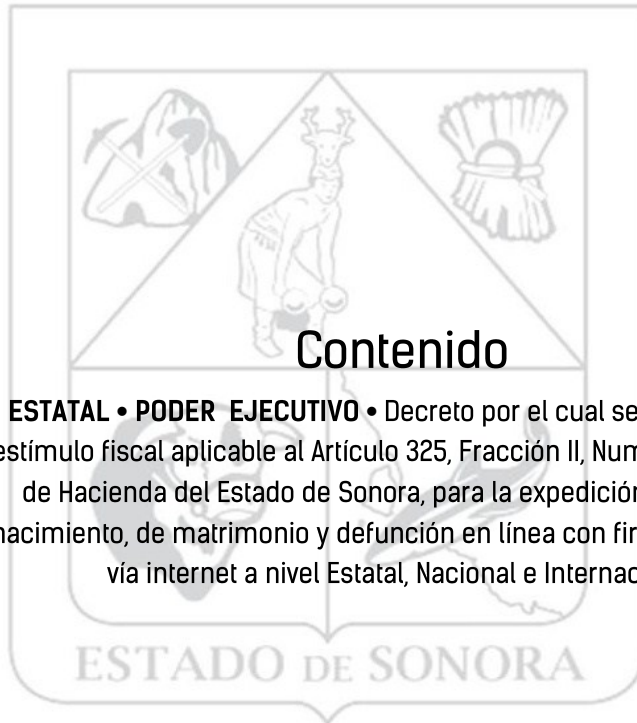 Contenido
ESTATAL • PODER EJECUTIVO • Decreto por el cual se
estímulo fiscal aplicable al Artículo 325, Fracción II, Num
de Hacienda del Estado de Sonora, para la expedición
nacimiento, de matrimonio y defunción en línea con fir
vía internet a nivel Estatal, Nacional e Internac
ESTADO DE SONORA